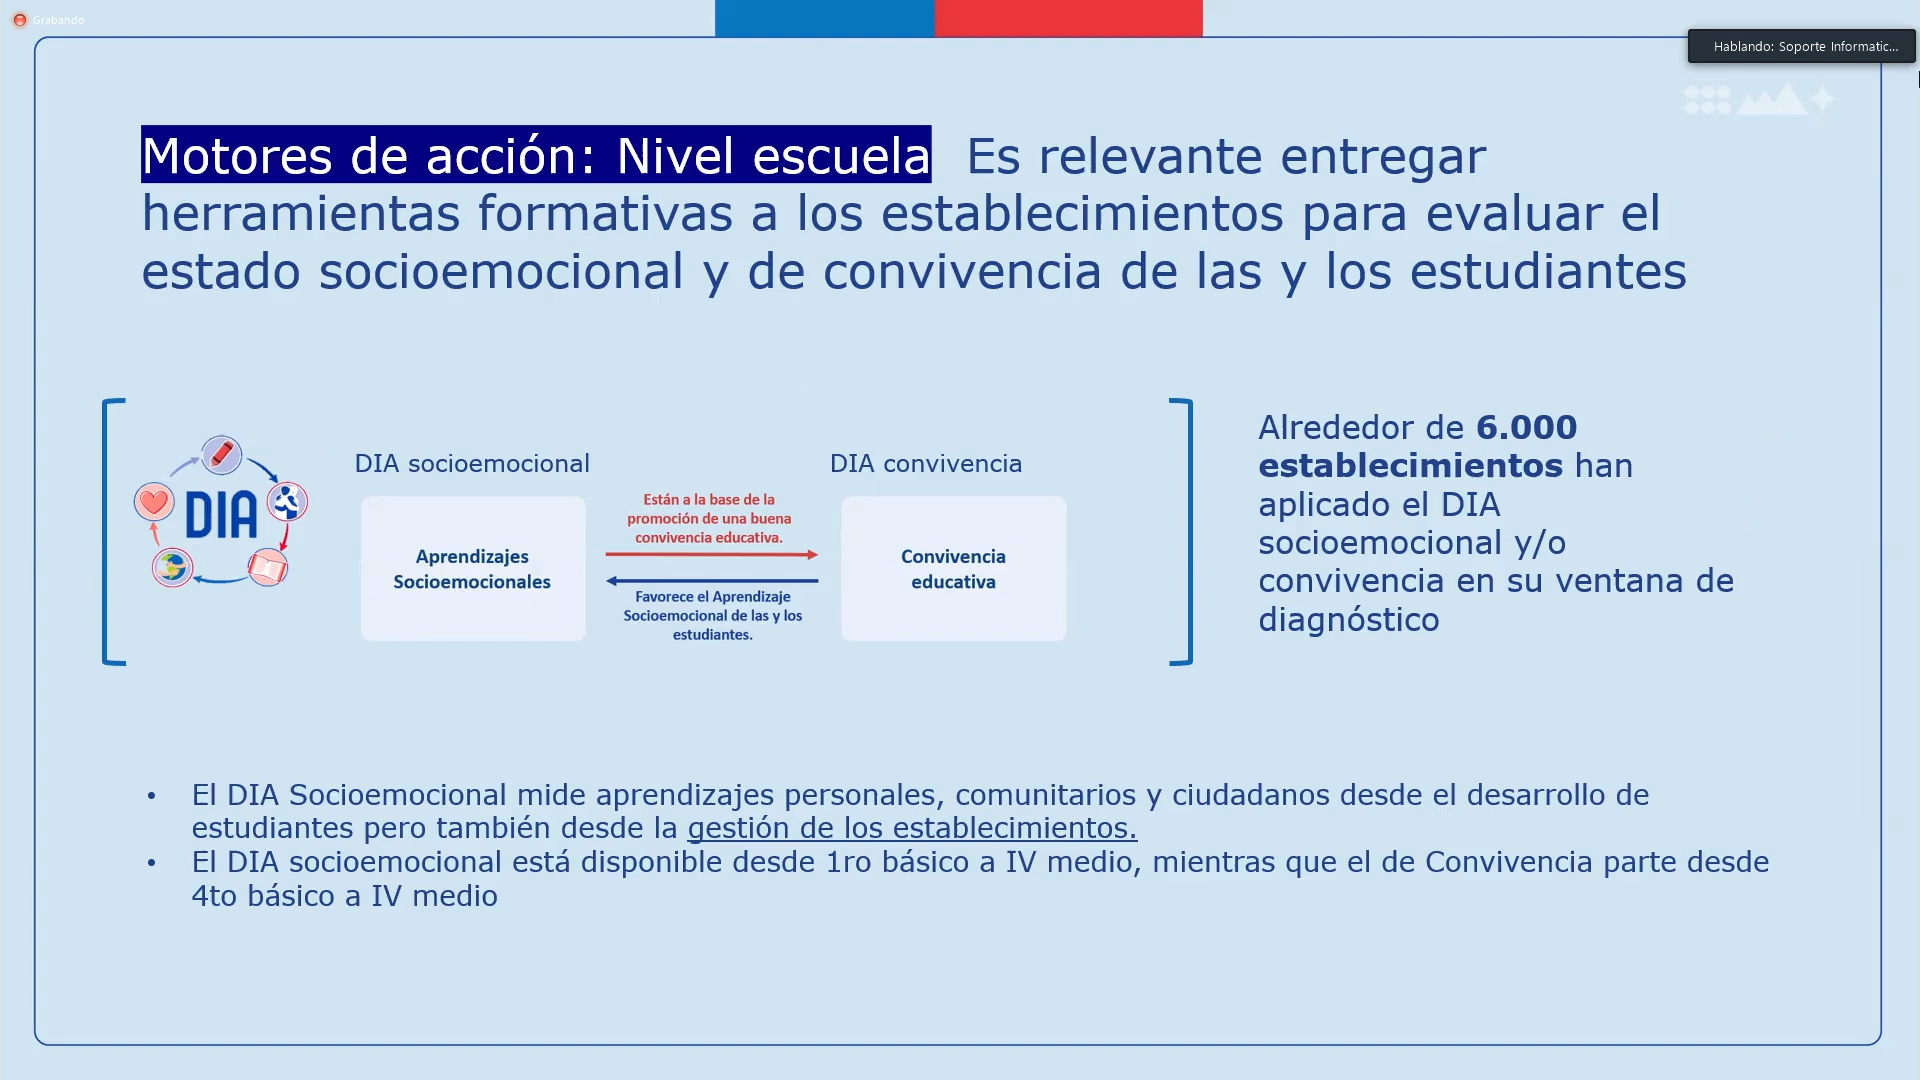 Grabando
Hablando: Soporte Informatic...
Motores de acción: Nivel escuela Es relevante entregar
herramientas formativas a los establecimientos para evaluar el
estado socioemocional y de convivencia de las y los estudiantes
DIA
DIA socioemocional
Aprendizajes
Socioemocionales
Están a la base de la
promoción de una buena
convivencia educativa.
Favorece el Aprendizaje
Socioemocional de las y los
estudiantes.
DIA convivencia
Convivencia
educativa
Alrededor de 6.000
establecimientos han
aplicado el DIA
socioemocional y/o
convivencia en su ventana de
diagnóstico
• El DIA Socioemocional mide aprendizajes personales, comunitarios y ciudadanos desde el desarrollo de
estudiantes pero también desde la gestión de los establecimientos.
• El DIA socioemocional está disponible desde 1ro básico a IV medio, mientras que el de Convivencia parte desde
4to básico a IV medio